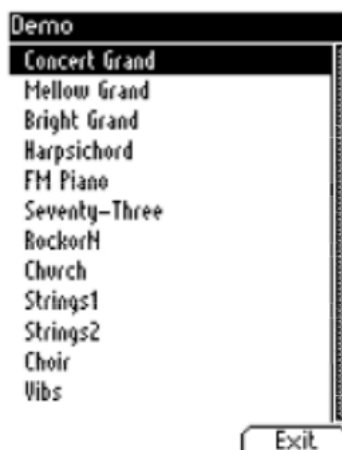 Demo
Concert Grand
Mellow Grand
Bright Grand
Harpsichord
FM Piano
Seventy-Three
RockorN
Church
Strings1
Strings2
Choir
Vibs
Exit